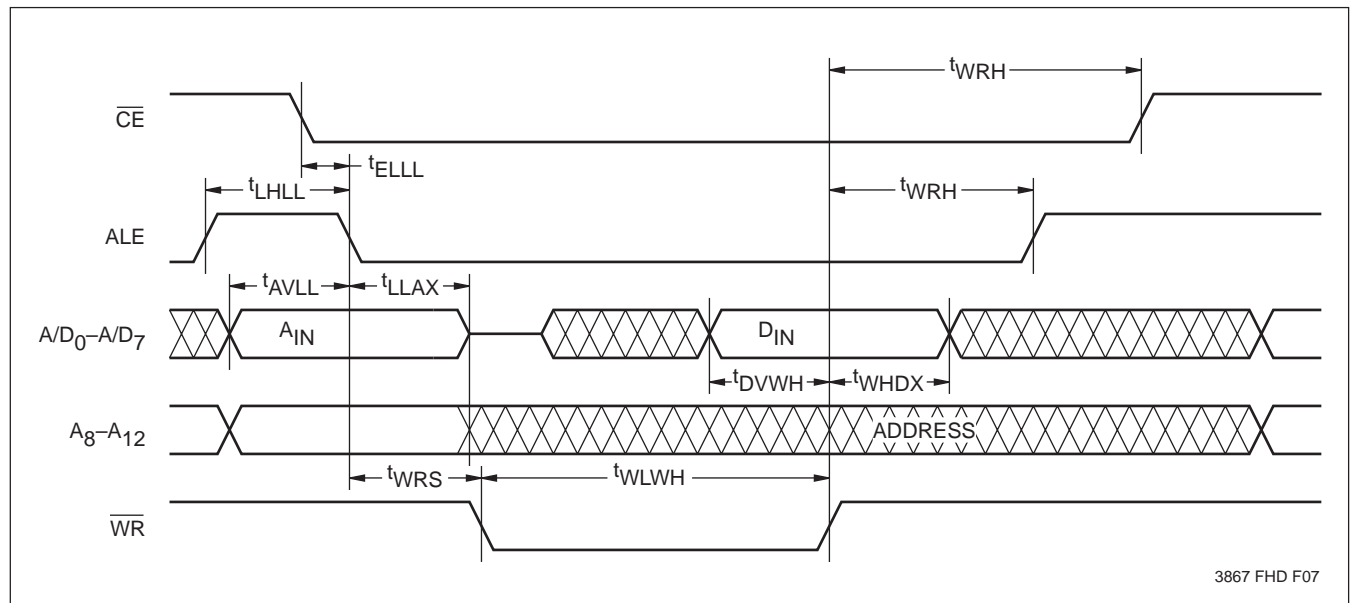 tWRH
CE
tELLL
tLHLL
tWRH
ALE
tAVLL
tLLAX
A/D0–A/D7
AIN
DIN
tDVWH
tWHDX
A8–A12
ADDRESS
tWRS
tWLWH
WR
3867 FHD F07